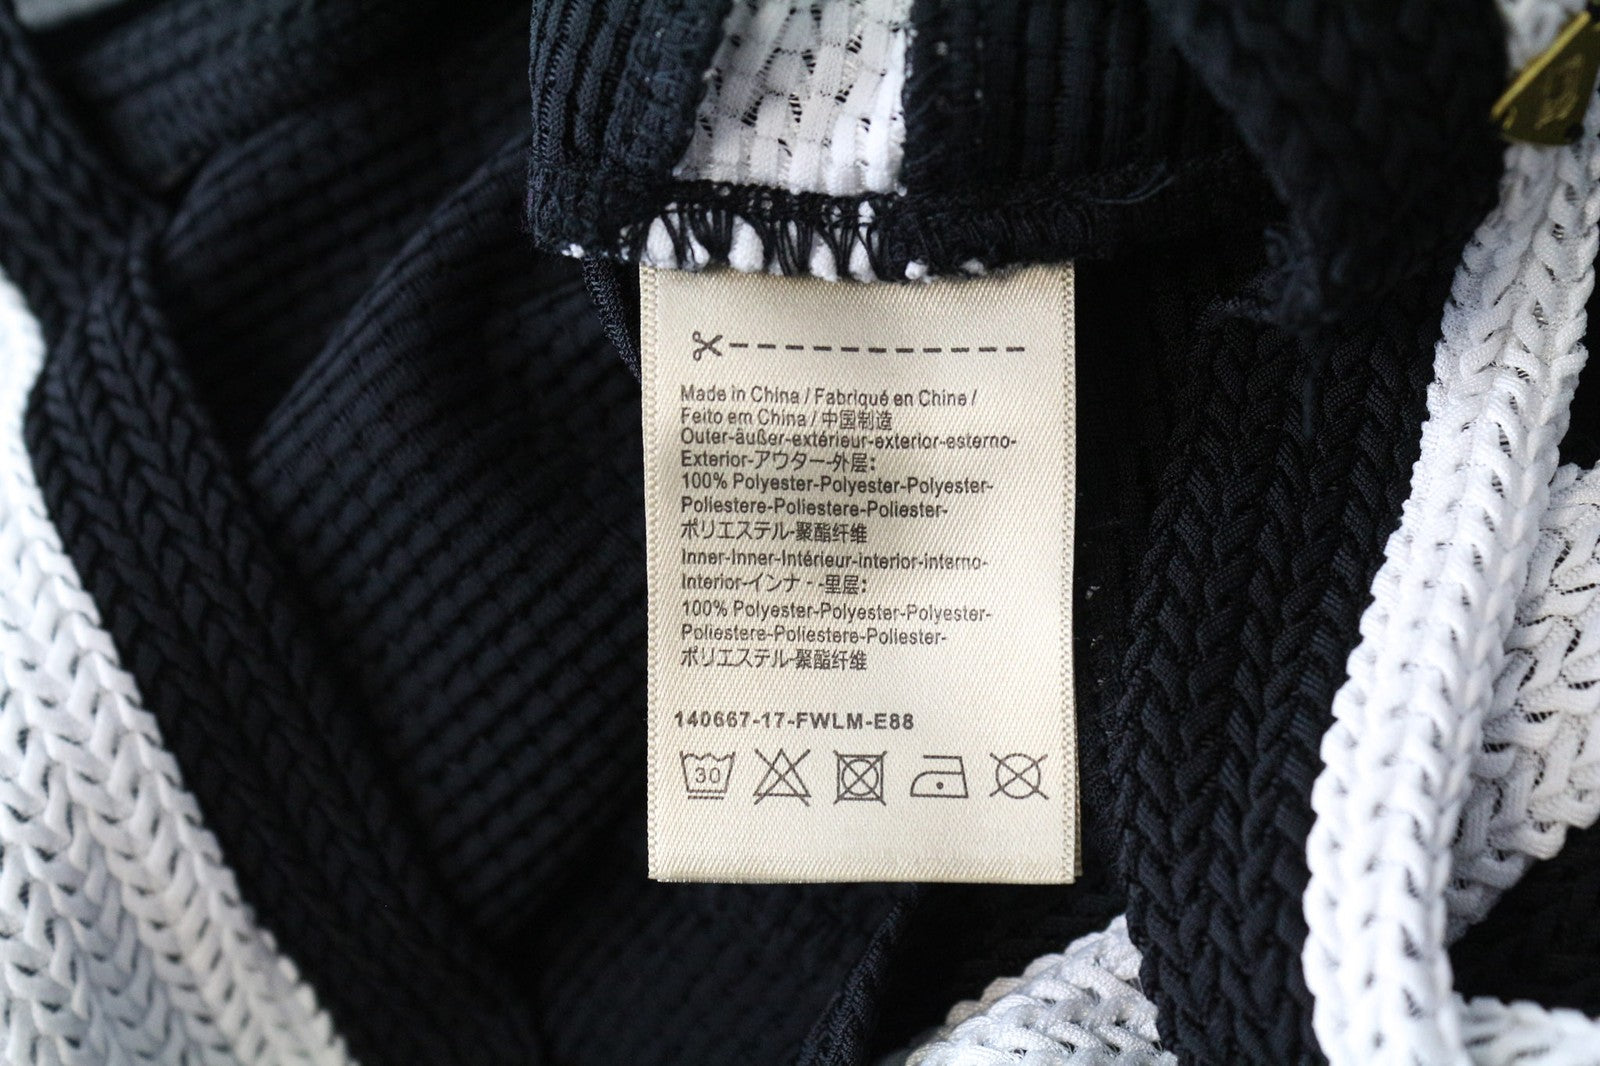 Made in China / Fabriqué en Chine /
Feito em China / 中国制造
Outer-äußer-extérieur-exterior-esterno-
Exterior-アウター-外层:
100% Polyester-Polyester-Polyester-
Poliestere-Poliestere-Poliester-
ポリエステル-聚酯纤维
Inner-Inner-Intérieur-interior-interno-
Interior-インナ - -里层:
100% Polyester-Polyester-Polyester-
Poliestere-Poliestere-Poliester-
ポリエステル-聚酯纤维
140667-17-FWLM-E88
30